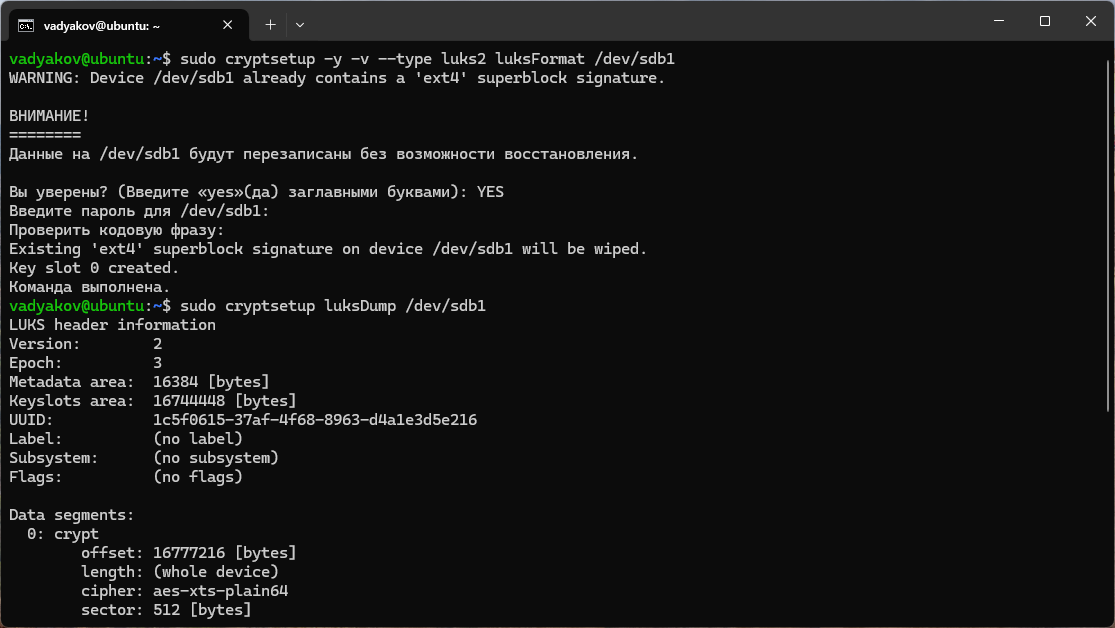 vadyakov@ubuntu: ~
vadyakov@ubuntu:~$ sudo cryptsetup -y -v --type luks2 luksFormat /dev/sdb1
WARNING: Device /dev/sdb1 already contains a 'ext4' superblock signature.
ВНИМАНИЕ!
========
Данные на /dev/sdb1 будут перезаписаны без возможности восстановления.
Вы уверены? (Введите «yes»(да) заглавными буквами): YES
Введите пароль для /dev/sdb1:
Проверить кодовую фразу:
Existing 'ext4' superblock signature on device /dev/sdb1 will be wiped.
Key slot 0 created.
Команда выполнена.
vadyakov@ubuntu:~$ sudo cryptsetup luksDump /dev/sdb1
LUKS header information
Version:        2
Epoch:          3
Metadata area:  16384 [bytes]
Keyslots area:  16744448 [bytes]
UUID:           1c5f0615-37af-4f68-8963-d4a1e3d5e216
Label:          (no label)
Subsystem:      (no subsystem)
Flags:          (no flags)
Data segments:
  0: crypt
        offset: 16777216 [bytes]
        length: (whole device)
        cipher: aes-xts-plain64
        sector: 512 [bytes]